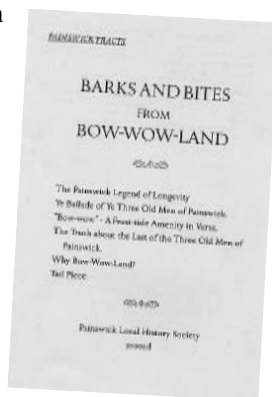 PAINSWICK TRACTS.
BARKS AND BITES
FROM
BOW-WOW-LAND
The Painswick Legend of Longevity
Ye Ballade of Ye Three Old Men of Painswick.
"Bow-wow" - A Feast-tide Amenity in Verse.
The Truth about the Last of the Three Old Men of
Painswick.
Why Bow-Wow-Land?
Tail Piece
Painswick Local History Society